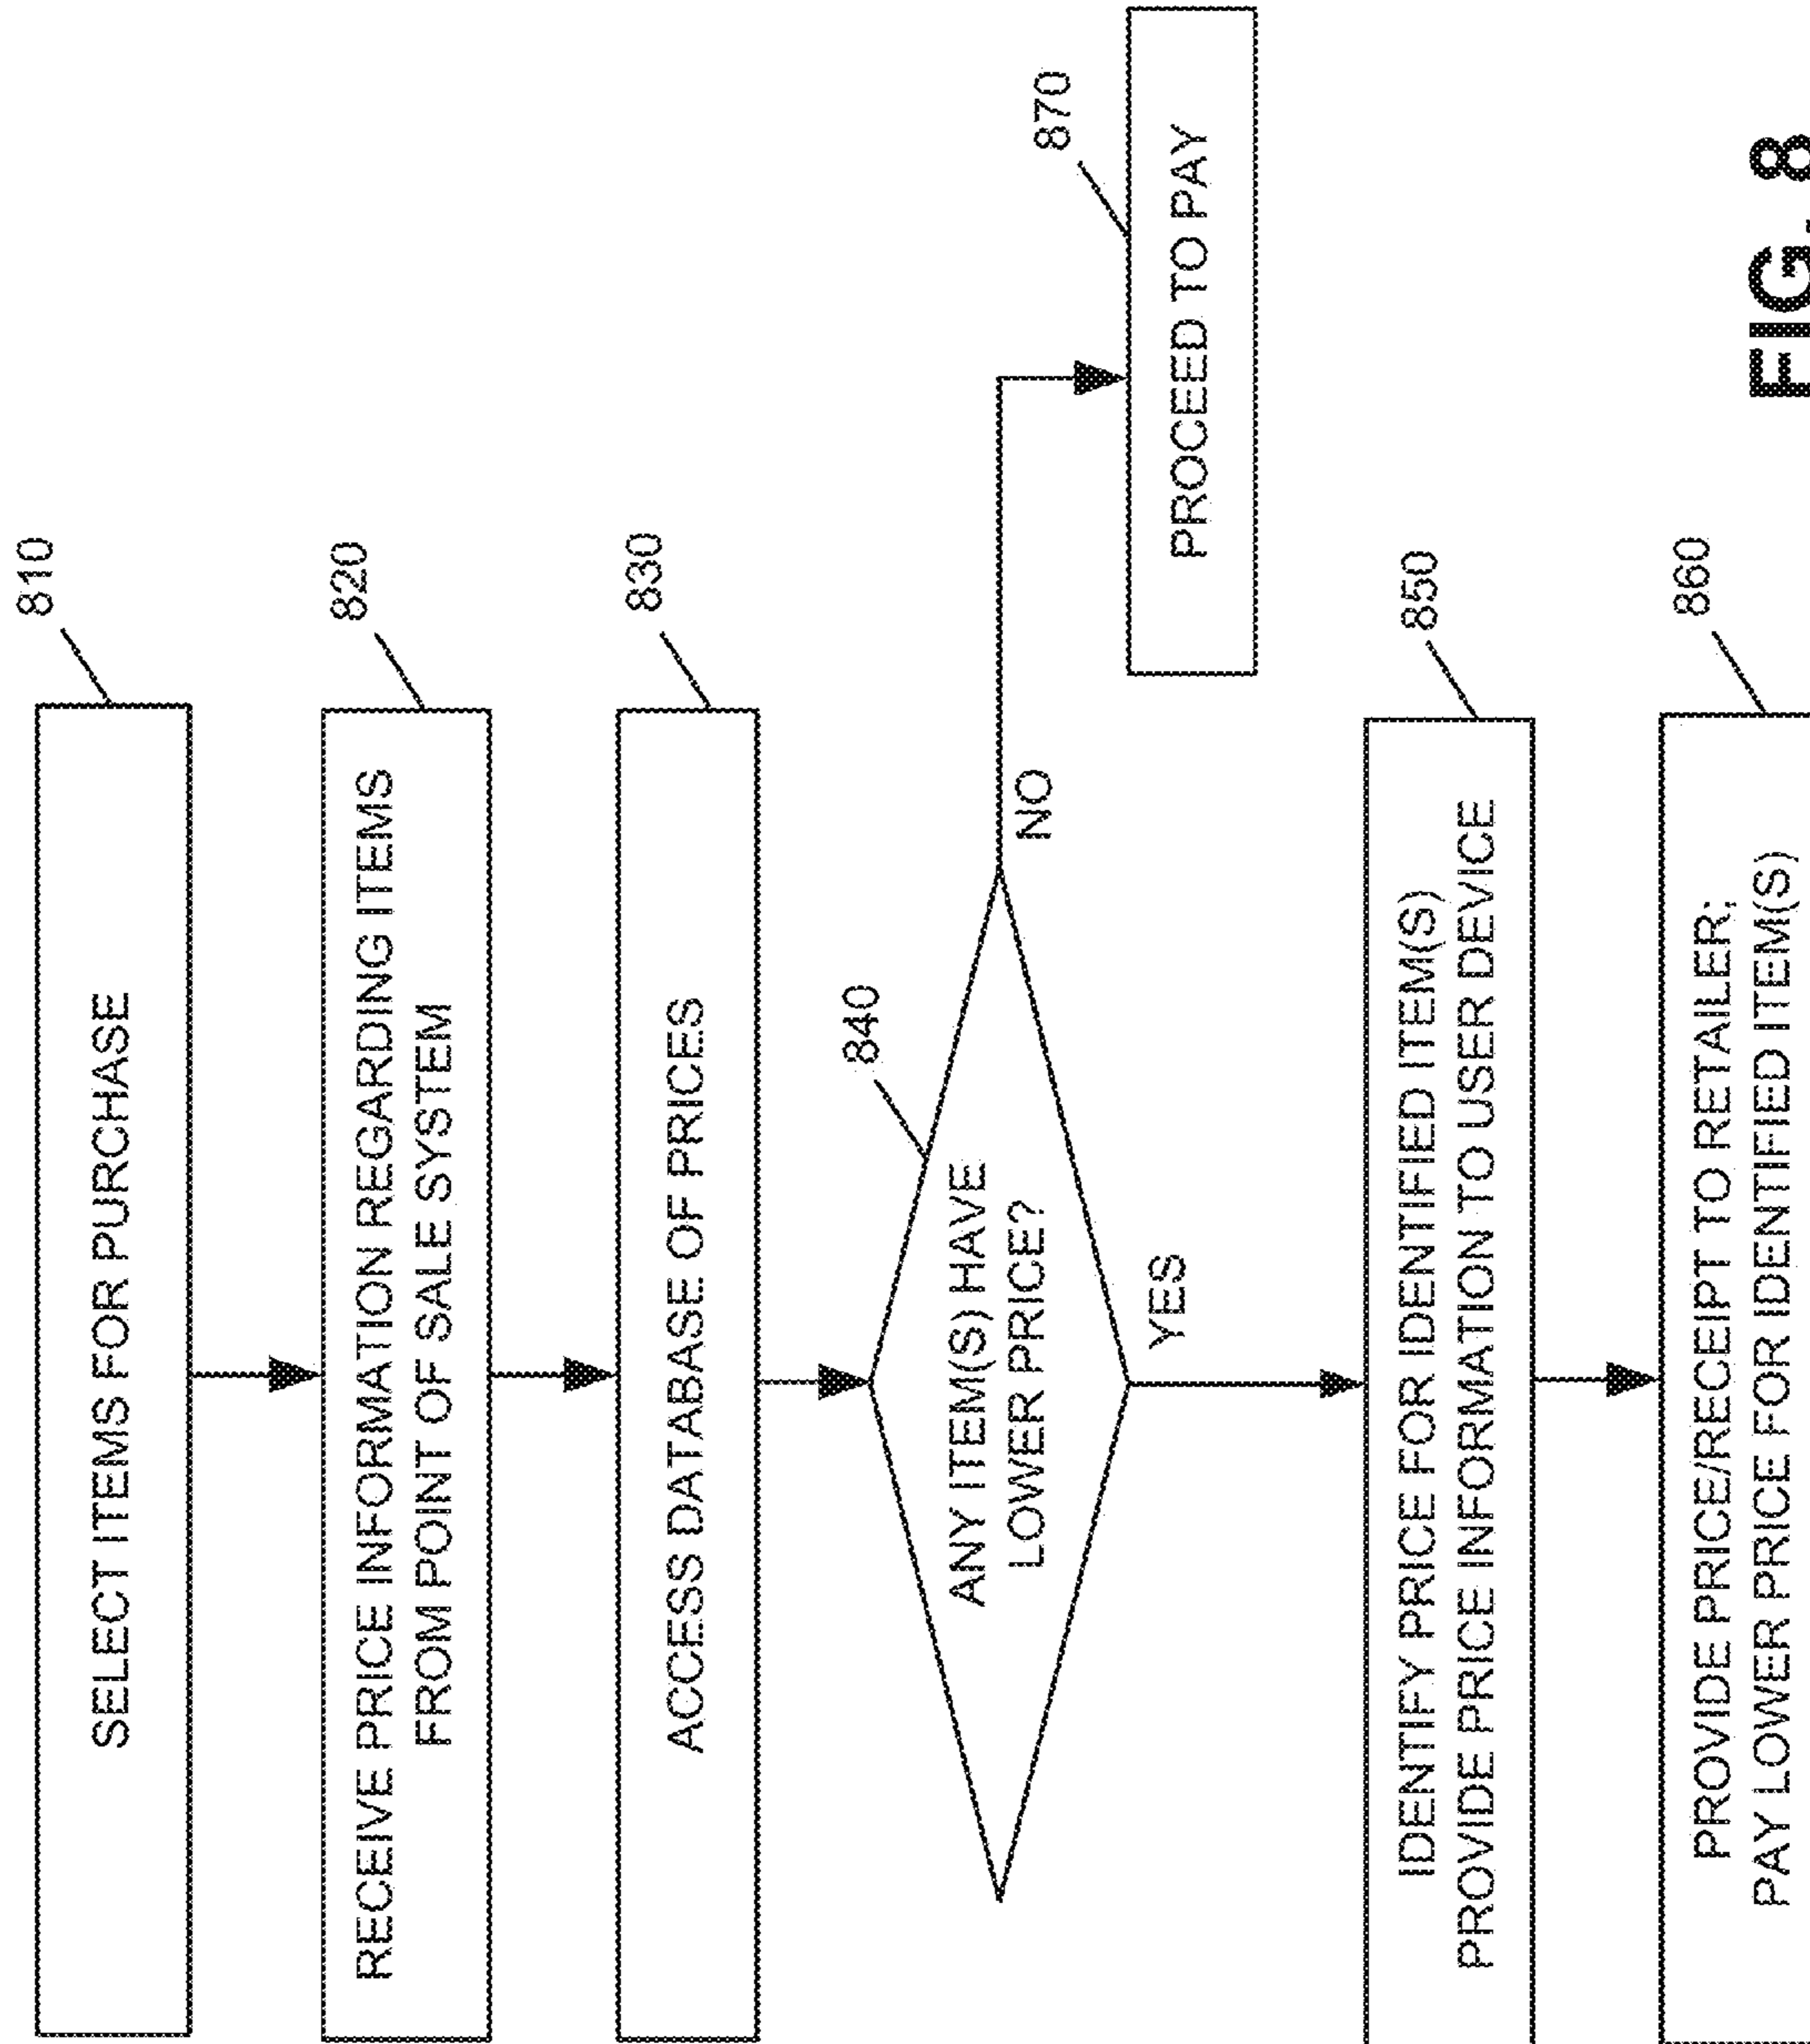 810
SELECT ITEMS FOR PURCHASE
820
RECEIVE PRICE INFORMATION REGARDING ITEMS
FROM POINT OF SALE SYSTEM
830
ACCESS DATABASE OF PRICES
840
ANY ITEM(S) HAVE
LOWER PRICE?
NO
870
PROCEED TO PAY
YES
850
IDENTIFY PRICE FOR IDENTIFIED ITEM(S)
PROVIDE PRICE INFORMATION TO USER DEVICE
860
PROVIDE PRICE/RECEIPT TO RETAILER;
PAY LOWER PRICE FOR IDENTIFIED ITEM(S)
FIG. 8